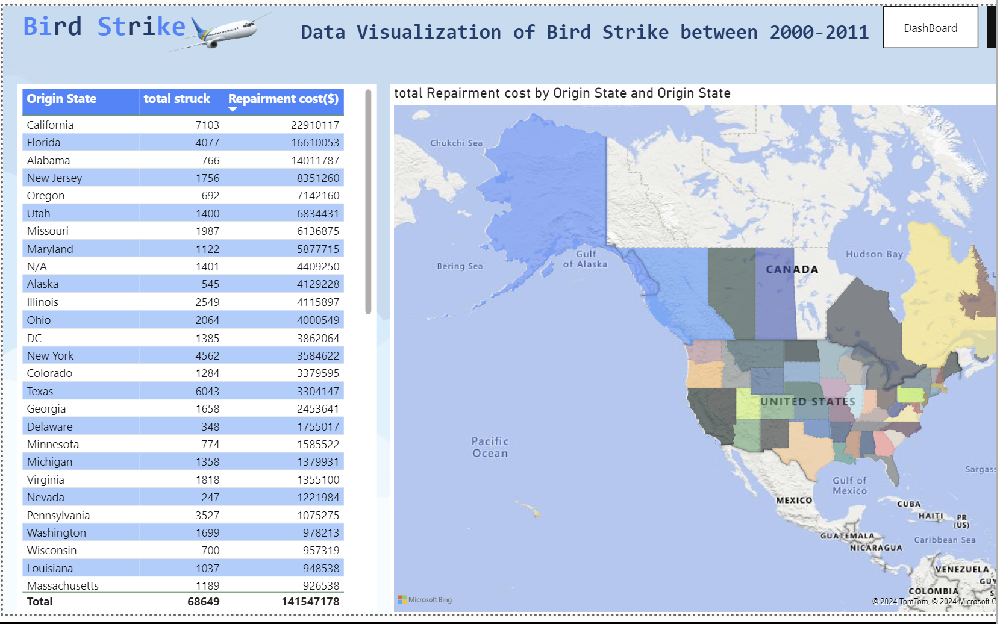 Bird Strike
Data Visualization of Bird Strike between 2000-2011
DashBoard
Origin State total struck Repairment cost($)
California 7103 22910117
Florida 4077 16610053
Alabama 766 14011787
New Jersey 1756 8351260
Oregon 692 7142160
Utah 1400 6834431
Missouri 1987 6136875
Maryland 1122 5877715
N/A 1401 4409250
Alaska 545 4129228
Illinois 2549 4115897
Ohio 2064 4000549
DC 1385 3862064
New York 4562 3584622
Colorado 1284 3379595
Texas 6043 3304147
Georgia 1658 2453641
Delaware 348 1755017
Minnesota 774 1585522
Michigan 1358 1379931
Virginia 1818 1355100
Nevada 247 1221984
Pennsylvania 3527 1075275
Washington 1699 978213
Wisconsin 700 957319
Louisiana 1037 948538
Massachusetts 1189 926538
Total 68649 141547178
total Repairment cost by Origin State and Origin State
Chukchi Sea
Bering Sea
Gulf
of Alaska
Hudson Bay
CANADA
UNITED STATES
Pacific
Ocean
Sargass
Gulf of
Mexico
MEXICO
CUBA
HAITI
PR
(US)
GUATEMALA
Caribbean Sea
NICARAGUA
VENEZUELA
GUY
COLOMBIA
S
Microsoft Bing
© 2024 TomTom, © 2024 Microsoft C